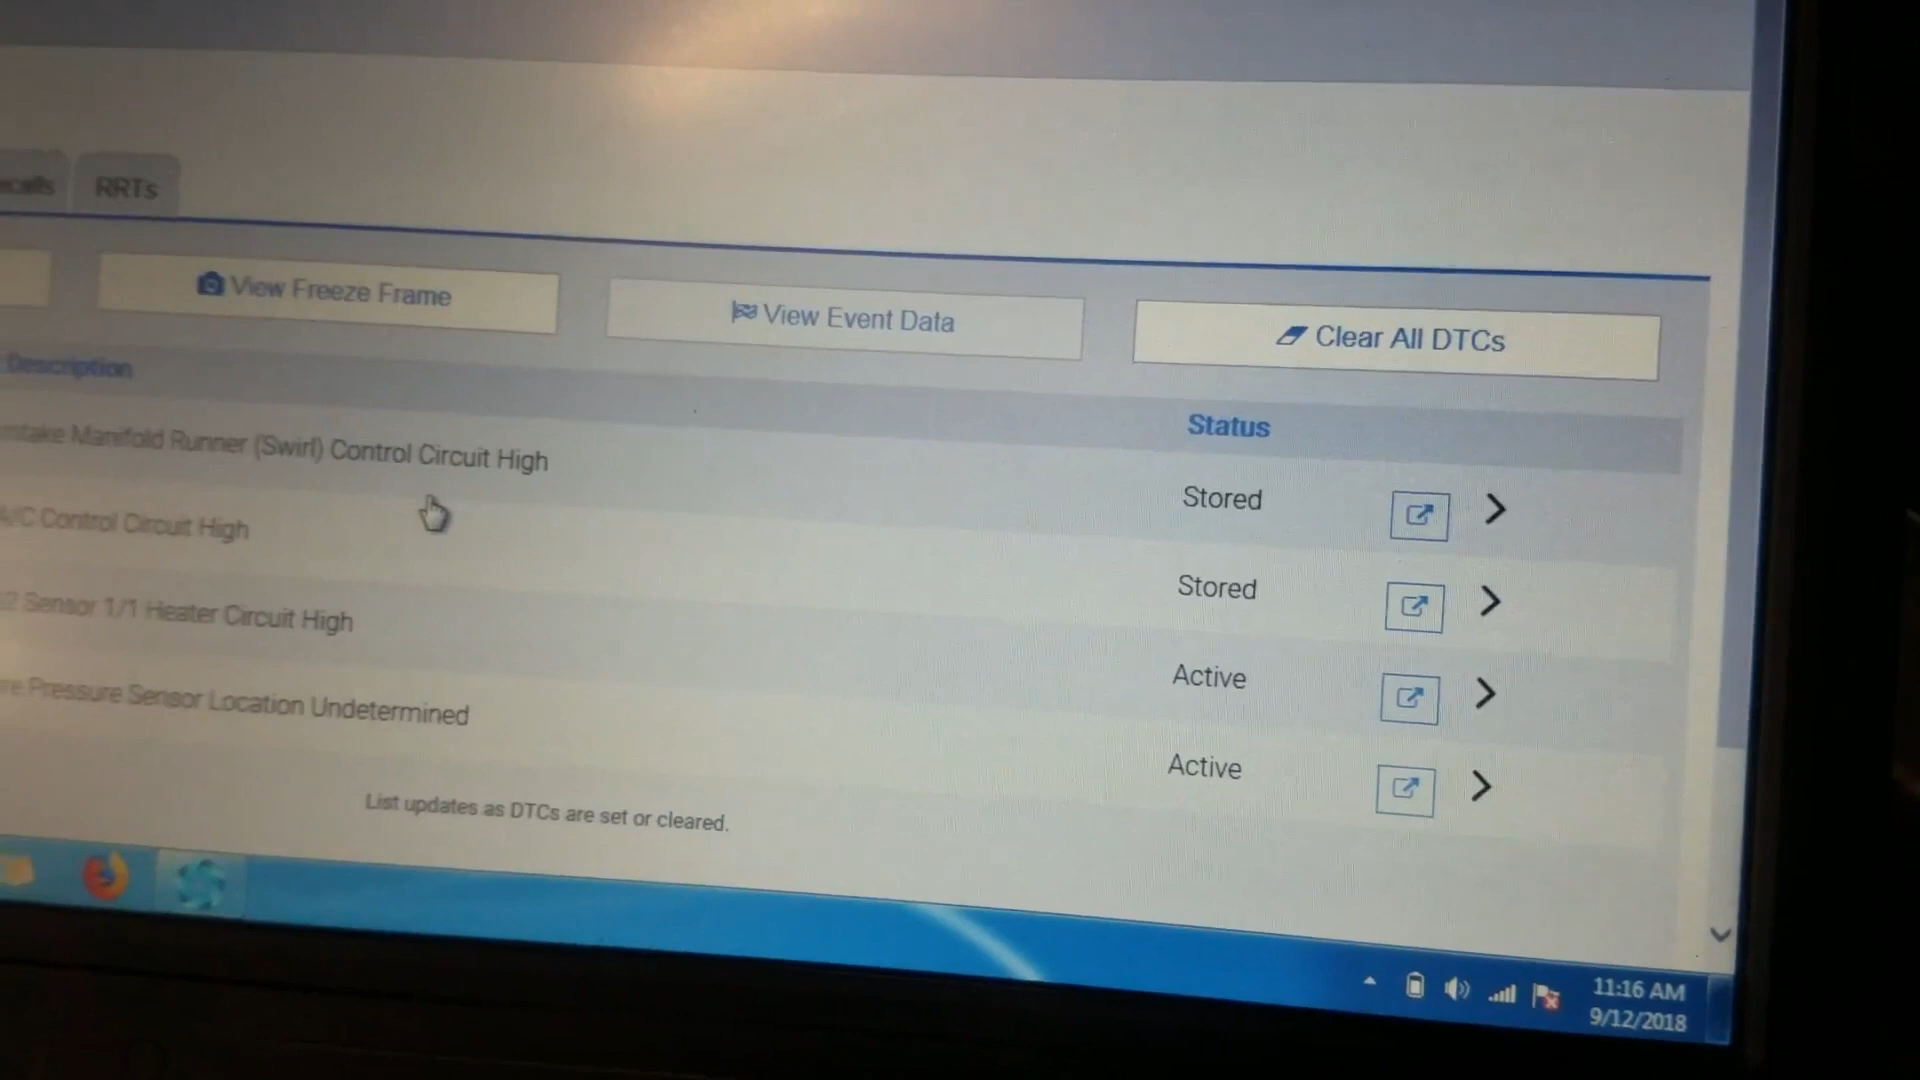 RRTs
View Freeze Frame
View Event Data
Clear All DTCs
Description
Status
Intake Manifold Runner (Swirl) Control Circuit High
Stored
A/C Control Circuit High
Stored
Sensor 1/1 Heater Circuit High
Active
Pressure Sensor Location Undetermined
Active
List updates as DTCs are set or cleared.
11:16 AM
9/12/2018